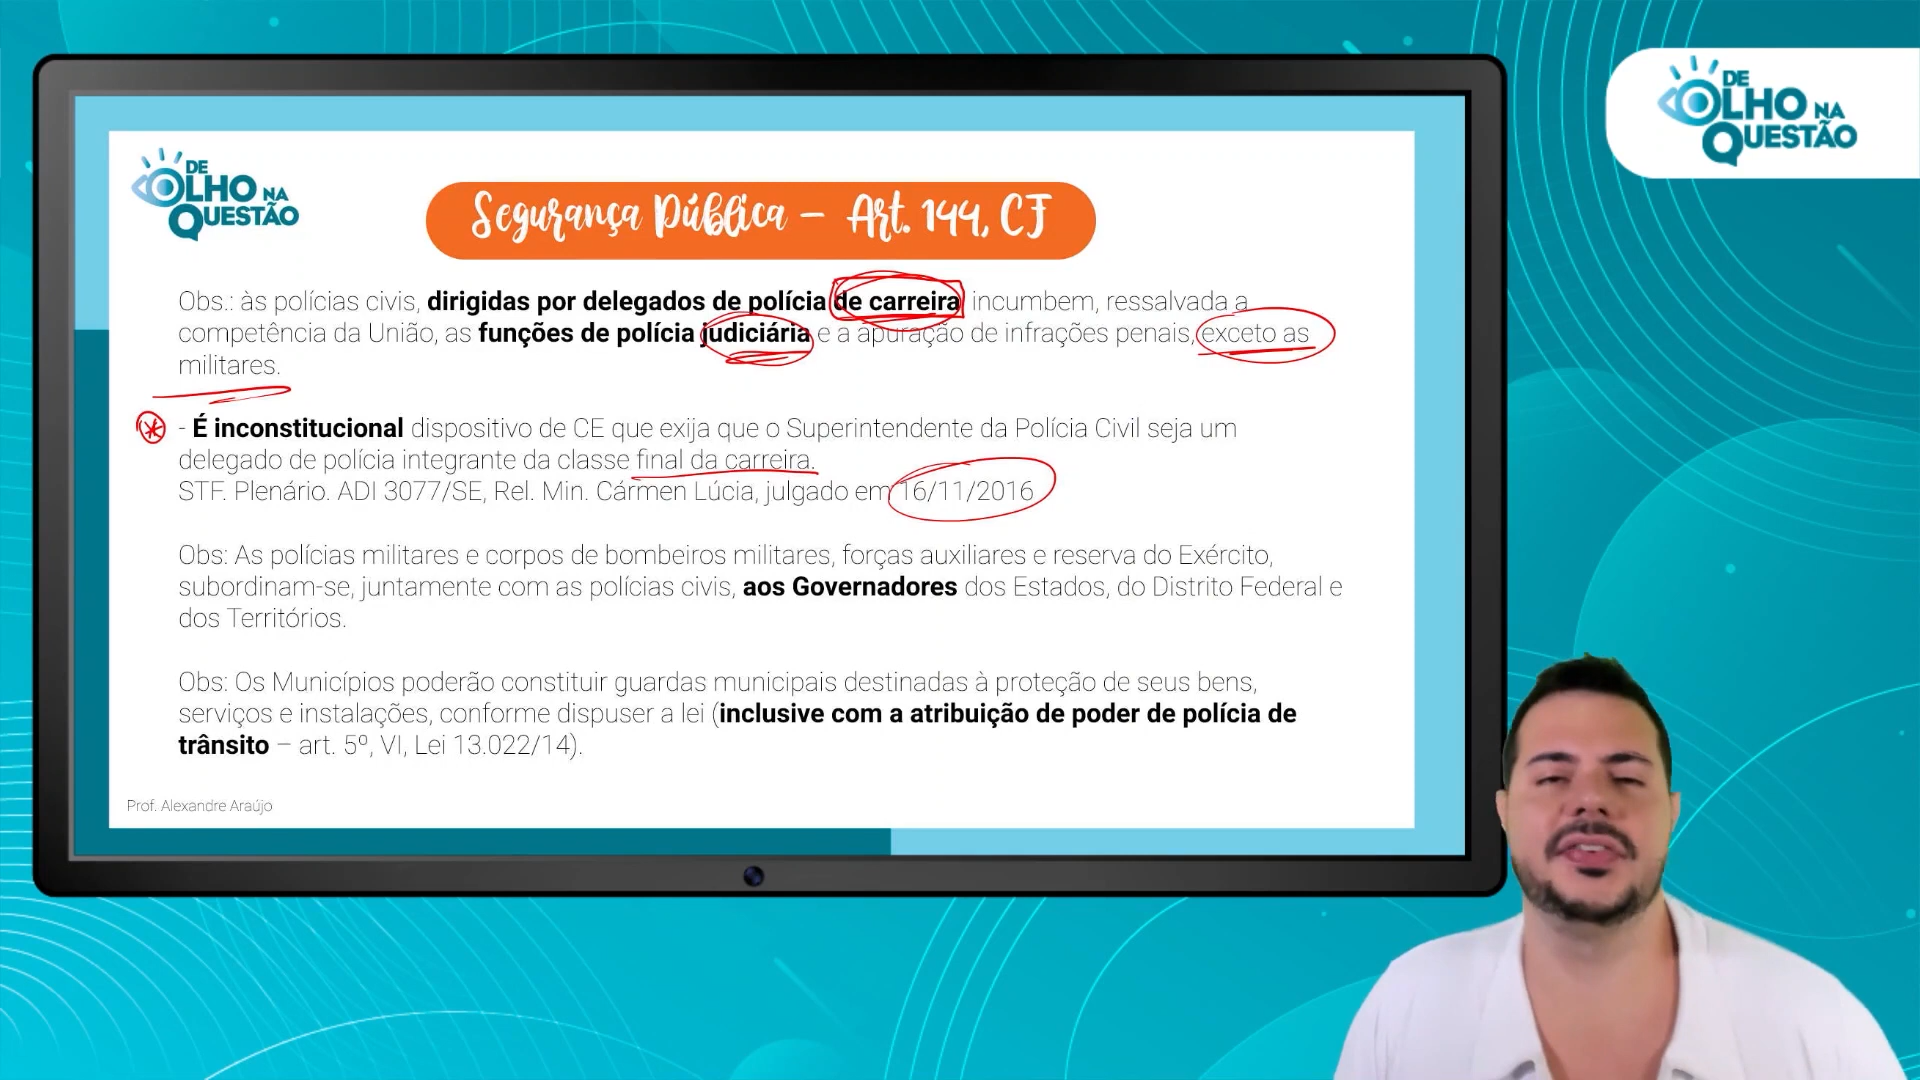 DE
OLHO NA
QUESTÃO
DE
OLHO NA
QUESTÃO
Segurança Pública – Art. 144, CF
Obs.: às polícias civis, dirigidas por delegados de polícia de carreira, incumbem, ressalvada a
competência da União, as funções de polícia judiciária e a apuração de infrações penais, exceto as
militares.
- É inconstitucional dispositivo de CE que exija que o Superintendente da Polícia Civil seja um
delegado de polícia integrante da classe final da carreira.
STF. Plenário. ADI 3077/SE, Rel. Min. Cármen Lúcia, julgado em 16/11/2016
Obs: As polícias militares e corpos de bombeiros militares, forças auxiliares e reserva do Exército,
subordinam-se, juntamente com as polícias civis, aos Governadores dos Estados, do Distrito Federal e
dos Territórios.
Obs: Os Municípios poderão constituir guardas municipais destinadas à proteção de seus bens,
serviços e instalações, conforme dispuser a lei (inclusive com a atribuição de poder de polícia de
trânsito – art. 5º, VI, Lei 13.022/14).
Prof. Alexandre Araújo